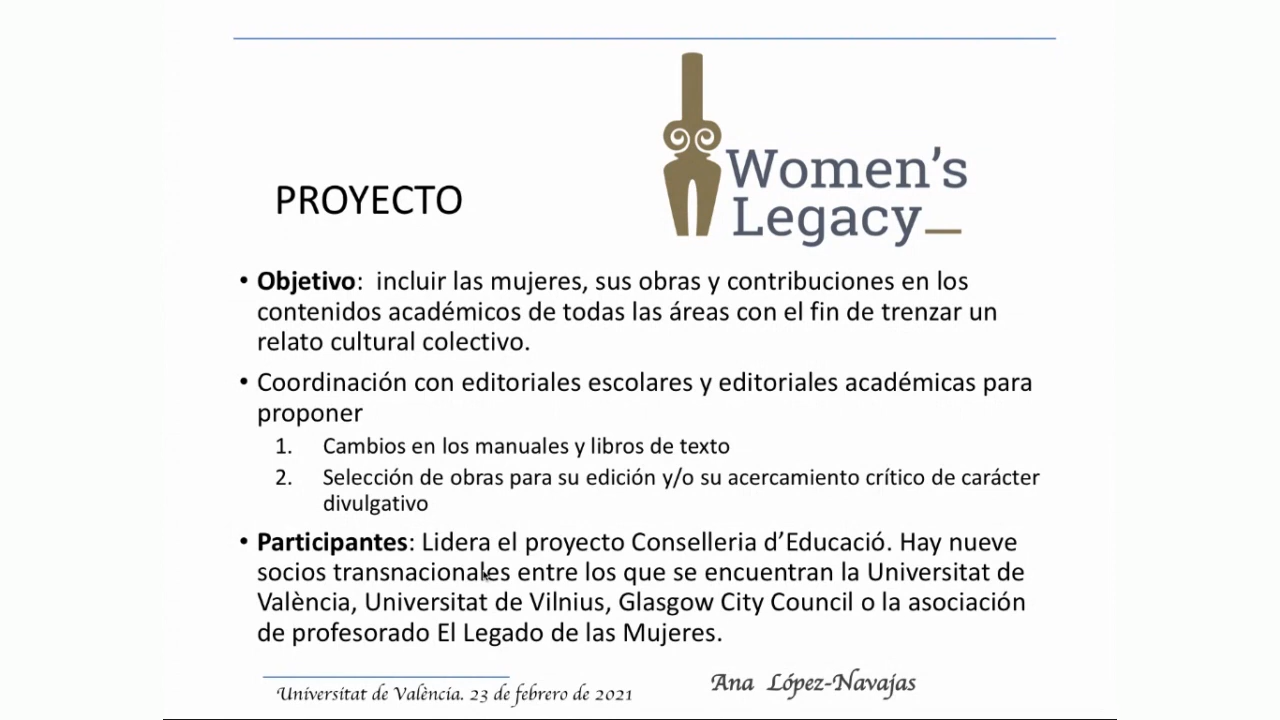 Women's
Legacy
PROYECTO
• Objetivo: incluir las mujeres, sus obras y contribuciones en los
contenidos académicos de todas las áreas con el fin de trenzar un
relato cultural colectivo.
• Coordinación con editoriales escolares y editoriales académicas para
proponer
1. Cambios en los manuales y libros de texto
2. Selección de obras para su edición y/o su acercamiento crítico de carácter
divulgativo
• Participantes: Lidera el proyecto Conselleria d'Educació. Hay nueve
socios transnacionales entre los que se encuentran la Universitat de
València, Universitat de Vilnius, Glasgow City Council o la asociación
de profesorado El Legado de las Mujeres.
Universitat de València. 23 de febrero de 2021
Ana López-Navajas